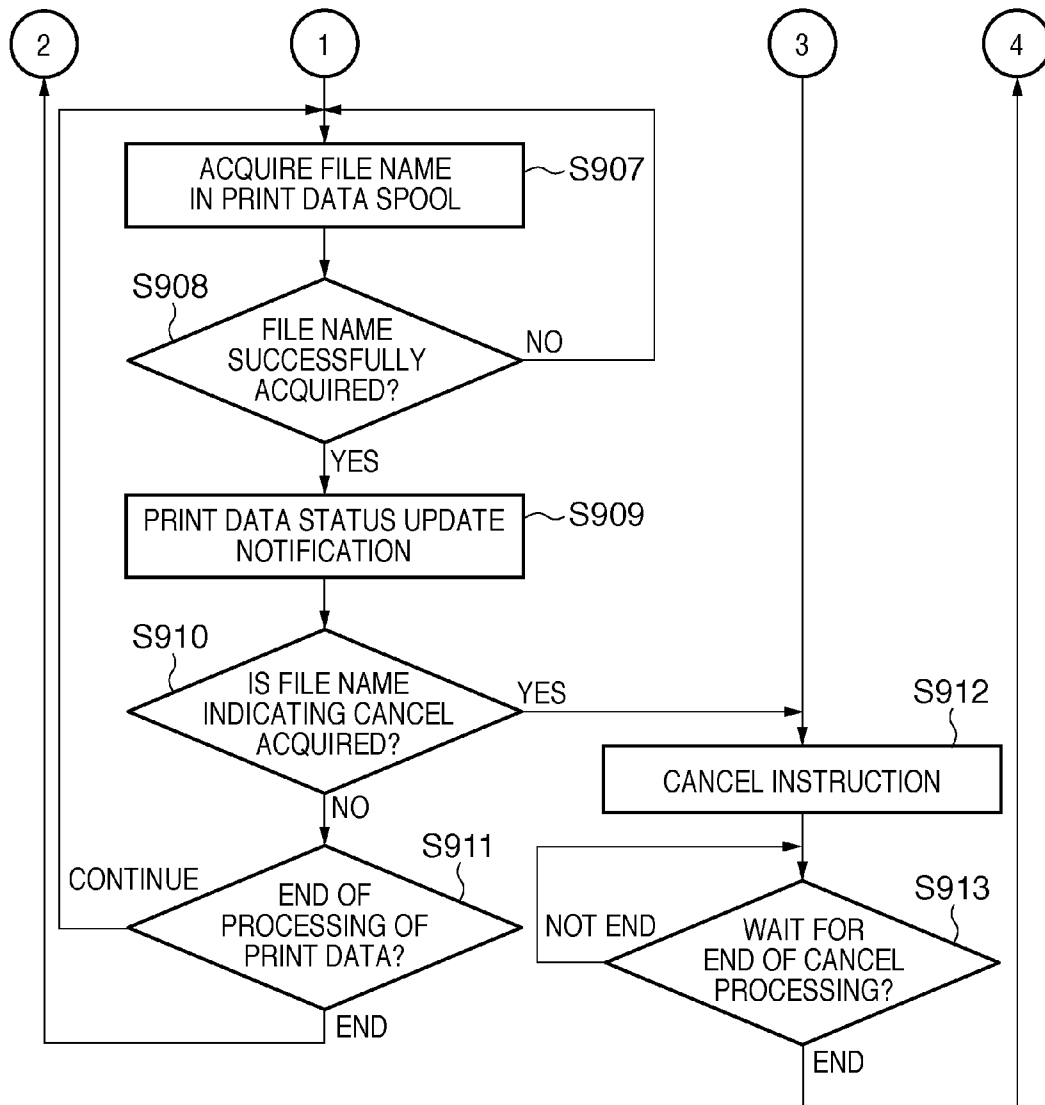 2
1
3
4
ACQUIRE FILE NAME
IN PRINT DATA SPOOL
S907
S908
FILE NAME
SUCCESSFULLY
ACQUIRED?
NO
YES
PRINT DATA STATUS UPDATE
NOTIFICATION
S909
S910
IS FILE NAME
INDICATING CANCEL
ACQUIRED?
YES
NO
S912
CANCEL INSTRUCTION
S911
CONTINUE
END OF
PROCESSING OF
PRINT DATA?
END
S913
NOT END
WAIT FOR
END OF CANCEL
PROCESSING?
END